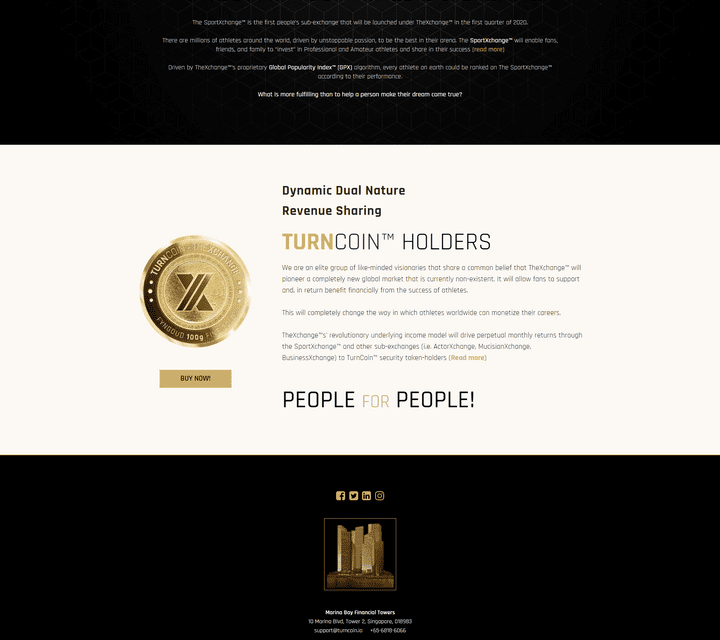 The SportXchange™ is the first people's sub-exchange that will be launched under TheXchange™ in the first quarter of 2020.
There are millions of athletes around the world, driven by unstoppable passion, to be the best in their arena. The SportXchange™ will enable fans,
friends, and family to "invest" in Professional and Amateur athletes and share in their success (read more)
Driven by TheXchange™'s proprietary Global Popularity Index™ (GPX) algorithm, every athlete on earth could be ranked on The SportXchange™
according to their performance.
What is more fulfilling than to help a person make their dream come true?
Dynamic Dual Nature
Revenue Sharing
TURNCOIN™ HOLDERS
We are an elite group of like-minded visionaries that share a common belief that TheXchange™ will
pioneer a completely new global market that is currently non-existent. It will allow fans to support
and, in return benefit financially from the success of athletes.
This will completely change the way in which athletes worldwide can monetize their careers.
TheXchange™s' revolutionary underlying income model will drive perpetual monthly returns through
the SportXchange™ and other sub-exchanges (i.e. ActorXchange, MucisianXchange,
BusinessXchange) to TurnCoin™ security token-holders (Read more)
PEOPLE FOR PEOPLE!
TURNCOIN THEXCHANGE
100g
BUY NOW!
Marina Bay Financial Towers
10 Marina Blvd, Tower 2, Singapore, 018983
support@turncoin.io +65-6818-6066